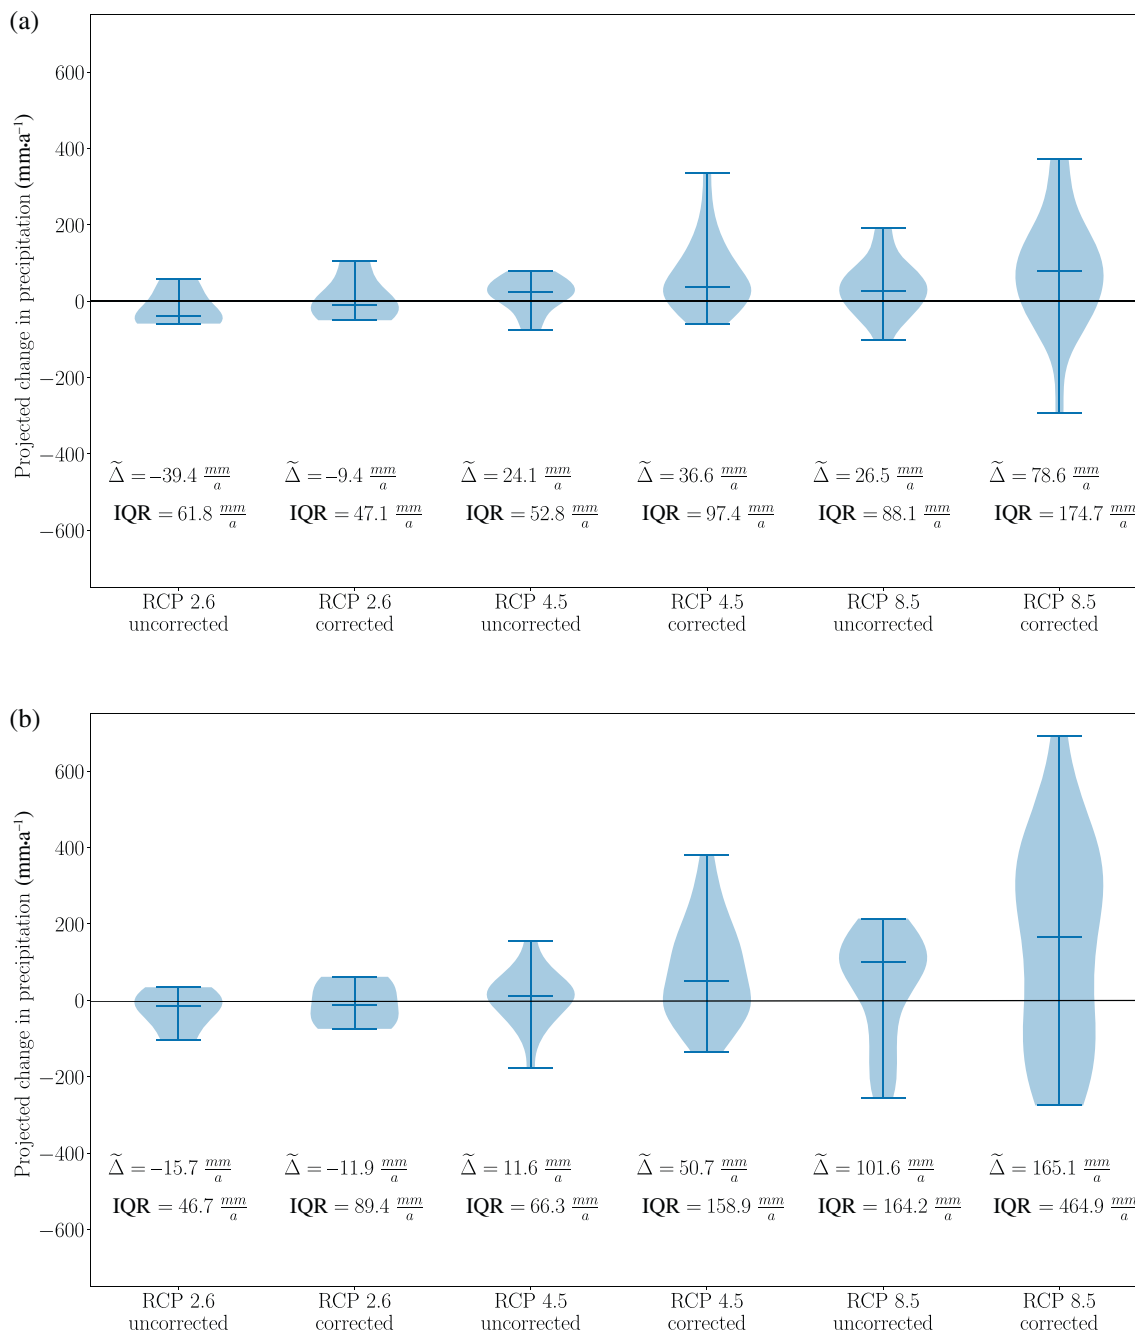 (a)
Projected change in precipitation (mm·a⁻¹)
600
400
200
0
−200
−400
−600
Δ̃ = –39.4 mm/a
Δ̃ = –9.4 mm/a
Δ̃ = 24.1 mm/a
Δ̃ = 36.6 mm/a
Δ̃ = 26.5 mm/a
Δ̃ = 78.6 mm/a
IQR = 61.8 mm/a
IQR = 47.1 mm/a
IQR = 52.8 mm/a
IQR = 97.4 mm/a
IQR = 88.1 mm/a
IQR = 174.7 mm/a
RCP 2.6
uncorrected
RCP 2.6
corrected
RCP 4.5
uncorrected
RCP 4.5
corrected
RCP 8.5
uncorrected
RCP 8.5
corrected
(b)
Projected change in precipitation (mm·a⁻¹)
600
400
200
0
−200
−400
−600
Δ̃ = –15.7 mm/a
Δ̃ = –11.9 mm/a
Δ̃ = 11.6 mm/a
Δ̃ = 50.7 mm/a
Δ̃ = 101.6 mm/a
Δ̃ = 165.1 mm/a
IQR = 46.7 mm/a
IQR = 89.4 mm/a
IQR = 66.3 mm/a
IQR = 158.9 mm/a
IQR = 164.2 mm/a
IQR = 464.9 mm/a
RCP 2.6
uncorrected
RCP 2.6
corrected
RCP 4.5
uncorrected
RCP 4.5
corrected
RCP 8.5
uncorrected
RCP 8.5
corrected